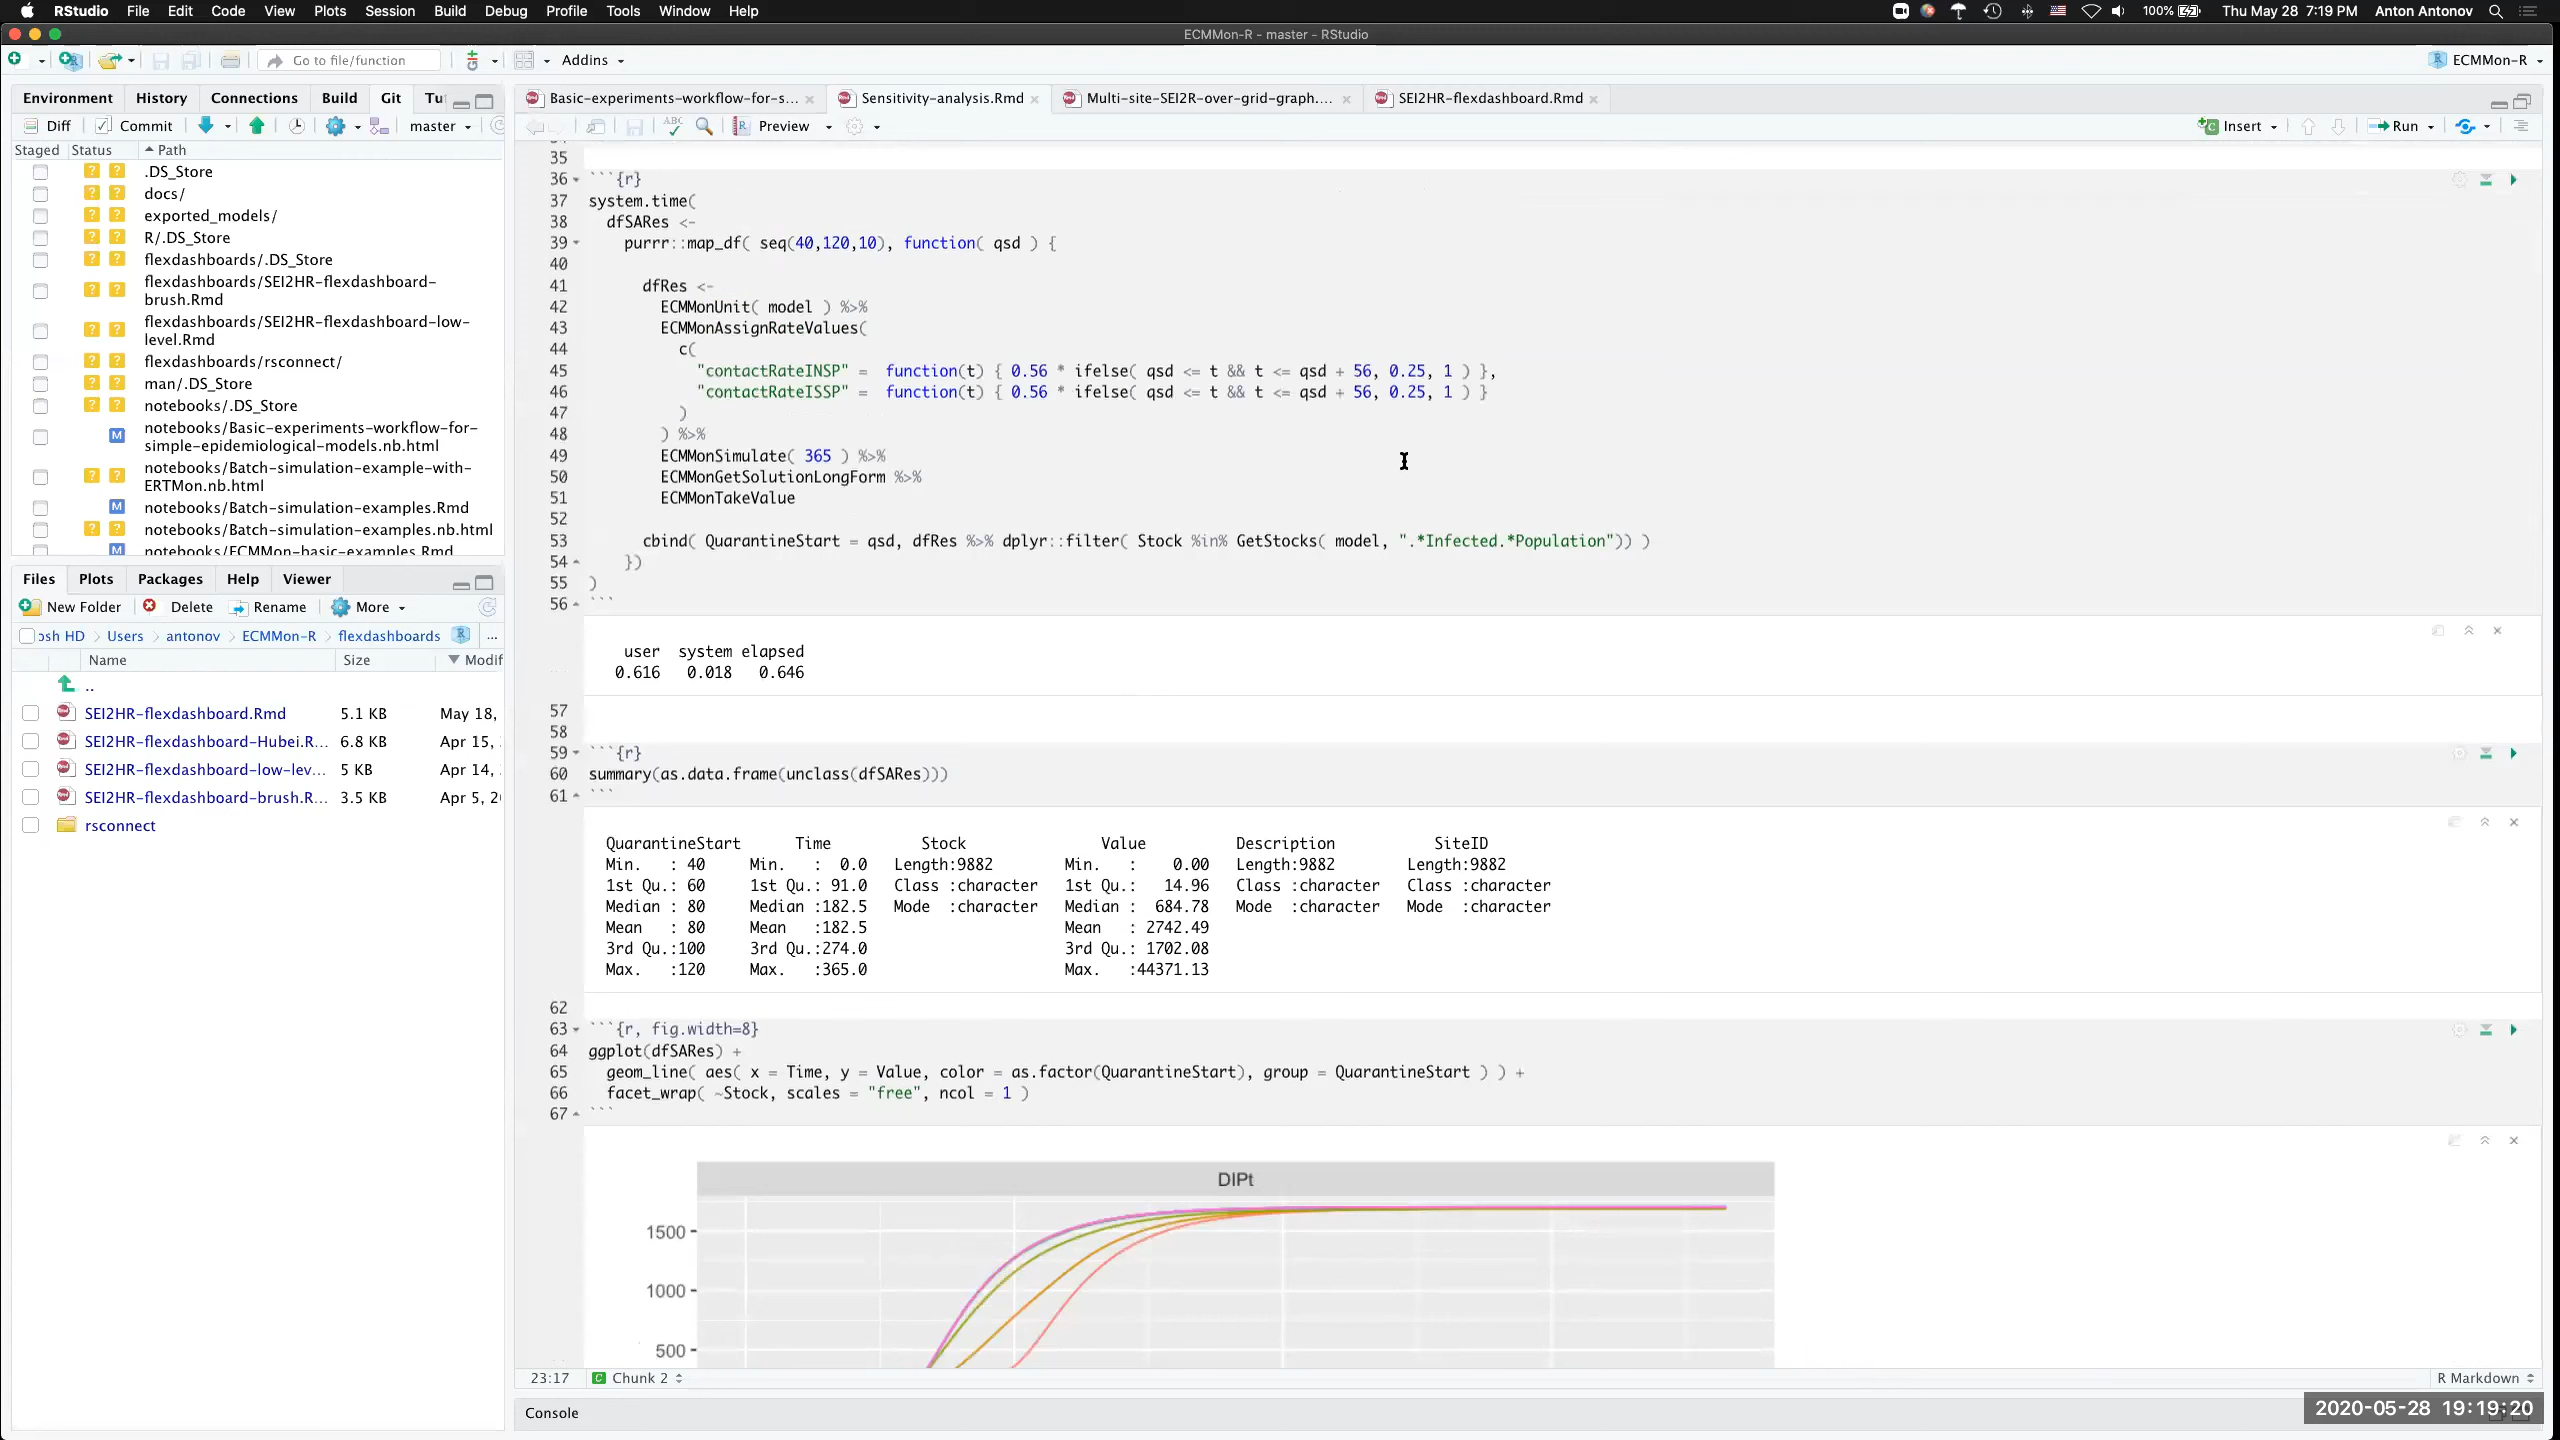 RStudio File Edit Code View Plots Session Build Debug Profile Tools Window Help
100% Thu May 28 7:19 PM Anton Antonov
ECMMon-R - master - RStudio
Go to file/function Addins ECMMon-R
Environment History Connections Build Git
Diff Commit master
Staged Status Path
.DS_Store
docs/
exported_models/
R/.DS_Store
flexdashboards/.DS_Store
flexdashboards/SEI2HR-flexdashboard-
brush.Rmd
flexdashboards/SEI2HR-flexdashboard-low-
level.Rmd
flexdashboards/rsconnect/
man/.DS_Store
notebooks/.DS_Store
M notebooks/Basic-experiments-workflow-for-
simple-epidemiological-models.nb.html
notebooks/Batch-simulation-example-with-
ERTMon.nb.html
M notebooks/Batch-simulation-examples.Rmd
notebooks/Batch-simulation-examples.nb.html
M notebooks/ECMMon-basic-examples.Rmd
Files Plots Packages Help Viewer
New Folder Delete Rename More
osh HD > Users > antonov > ECMMon-R > flexdashboards ...
Name Size Modif
..
SEI2HR-flexdashboard.Rmd 5.1 KB May 18,
SEI2HR-flexdashboard-Hubei.R... 6.8 KB Apr 15,
SEI2HR-flexdashboard-low-lev... 5 KB Apr 14,
SEI2HR-flexdashboard-brush.R... 3.5 KB Apr 5, 2
rsconnect
Basic-experiments-workflow-for-s... Sensitivity-analysis.Rmd Multi-site-SEI2R-over-grid-graph.... SEI2HR-flexdashboard.Rmd
ABC Preview Insert Run
35
36 ```{r}
37 system.time(
38 dfSARes <-
39 purrr::map_df( seq(40,120,10), function( qsd ) {
40
41 dfRes <-
42 ECMMonUnit( model ) %>%
43 ECMMonAssignRateValues(
44 c(
45 "contactRateINSP" = function(t) { 0.56 * ifelse( qsd <= t && t <= qsd + 56, 0.25, 1 ) },
46 "contactRateISSP" = function(t) { 0.56 * ifelse( qsd <= t && t <= qsd + 56, 0.25, 1 ) }
47 )
48 ) %>%
49 ECMMonSimulate( 365 ) %>%
50 ECMMonGetSolutionLongForm %>%
51 ECMMonTakeValue
52
53 cbind( QuarantineStart = qsd, dfRes %>% dplyr::filter( Stock %in% GetStocks( model, ".*Infected.*Population")) )
54 })
55 )
56 ```
user system elapsed
0.616 0.018 0.646
57
58
59 ```{r}
60 summary(as.data.frame(unclass(dfSARes)))
61 ```
QuarantineStart Time Stock Value Description SiteID
Min. : 40 Min. : 0.0 Length:9882 Min. : 0.00 Length:9882 Length:9882
1st Qu.: 60 1st Qu.: 91.0 Class :character 1st Qu.: 14.96 Class :character Class :character
Median : 80 Median :182.5 Mode :character Median : 684.78 Mode :character Mode :character
Mean : 80 Mean :182.5 Mean : 2742.49
3rd Qu.:100 3rd Qu.:274.0 3rd Qu.: 1702.08
Max. :120 Max. :365.0 Max. :44371.13
62
63 ```{r, fig.width=8}
64 ggplot(dfSARes) +
65 geom_line( aes( x = Time, y = Value, color = as.factor(QuarantineStart), group = QuarantineStart ) ) +
66 facet_wrap( ~Stock, scales = "free", ncol = 1 )
67 ```
DIPt
1500
1000
500
23:17 Chunk 2 R Markdown
Console
2020-05-28 19:19:20